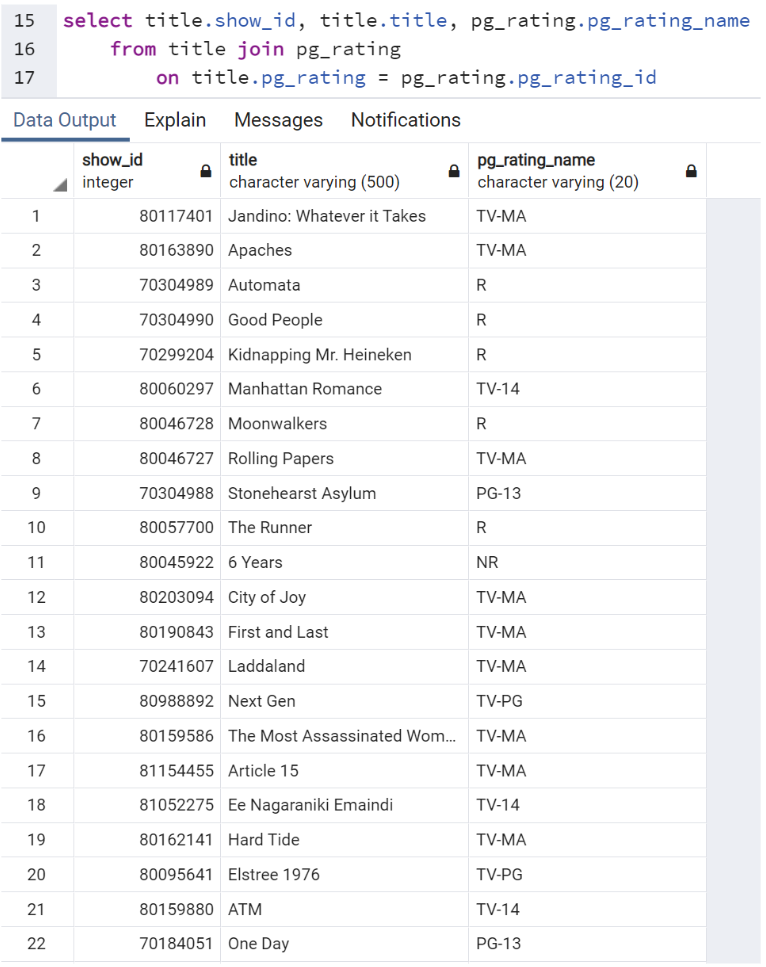 15 select title.show_id, title.title, pg_rating.pg_rating_name
16 from title join pg_rating
17 on title.pg_rating = pg_rating.pg_rating_id
Data Output Explain Messages Notifications
show_id title pg_rating_name
integer character varying (500) character varying (20)
1 80117401 Jandino: Whatever it Takes TV-MA
2 80163890 Apaches TV-MA
3 70304989 Automata R
4 70304990 Good People R
5 70299204 Kidnapping Mr. Heineken R
6 80060297 Manhattan Romance TV-14
7 80046728 Moonwalkers R
8 80046727 Rolling Papers TV-MA
9 70304988 Stonehearst Asylum PG-13
10 80057700 The Runner R
11 80045922 6 Years NR
12 80203094 City of Joy TV-MA
13 80190843 First and Last TV-MA
14 70241607 Laddaland TV-MA
15 80988892 Next Gen TV-PG
16 80159586 The Most Assassinated Wom... TV-MA
17 81154455 Article 15 TV-MA
18 81052275 Ee Nagaraniki Emaindi TV-14
19 80162141 Hard Tide TV-MA
20 80095641 Elstree 1976 TV-PG
21 80159880 ATM TV-14
22 70184051 One Day PG-13